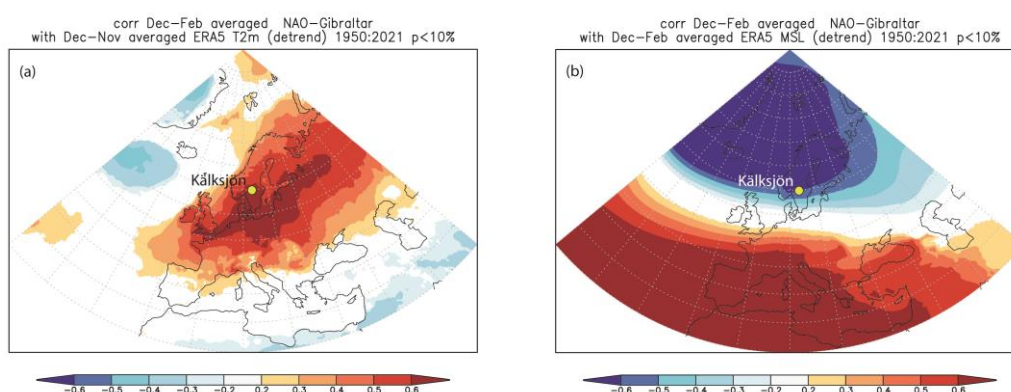 corr Dec-Feb averaged NAO-Gibraltar
with Dec-Nov averaged ERA5 T2m (detrend) 1950:2021 p<10%
(a)
Kälksjön
-0.6 -0.5 -0.4 -0.3 -0.2 0.2 0.3 0.4 0.5 0.6
corr Dec-Feb averaged NAO-Gibraltar
with Dec-Feb averaged ERA5 MSL (detrend) 1950:2021 p<10%
(b)
Kälksjön
-0.6 -0.5 -0.4 -0.3 -0.2 0.2 0.3 0.4 0.5 0.6